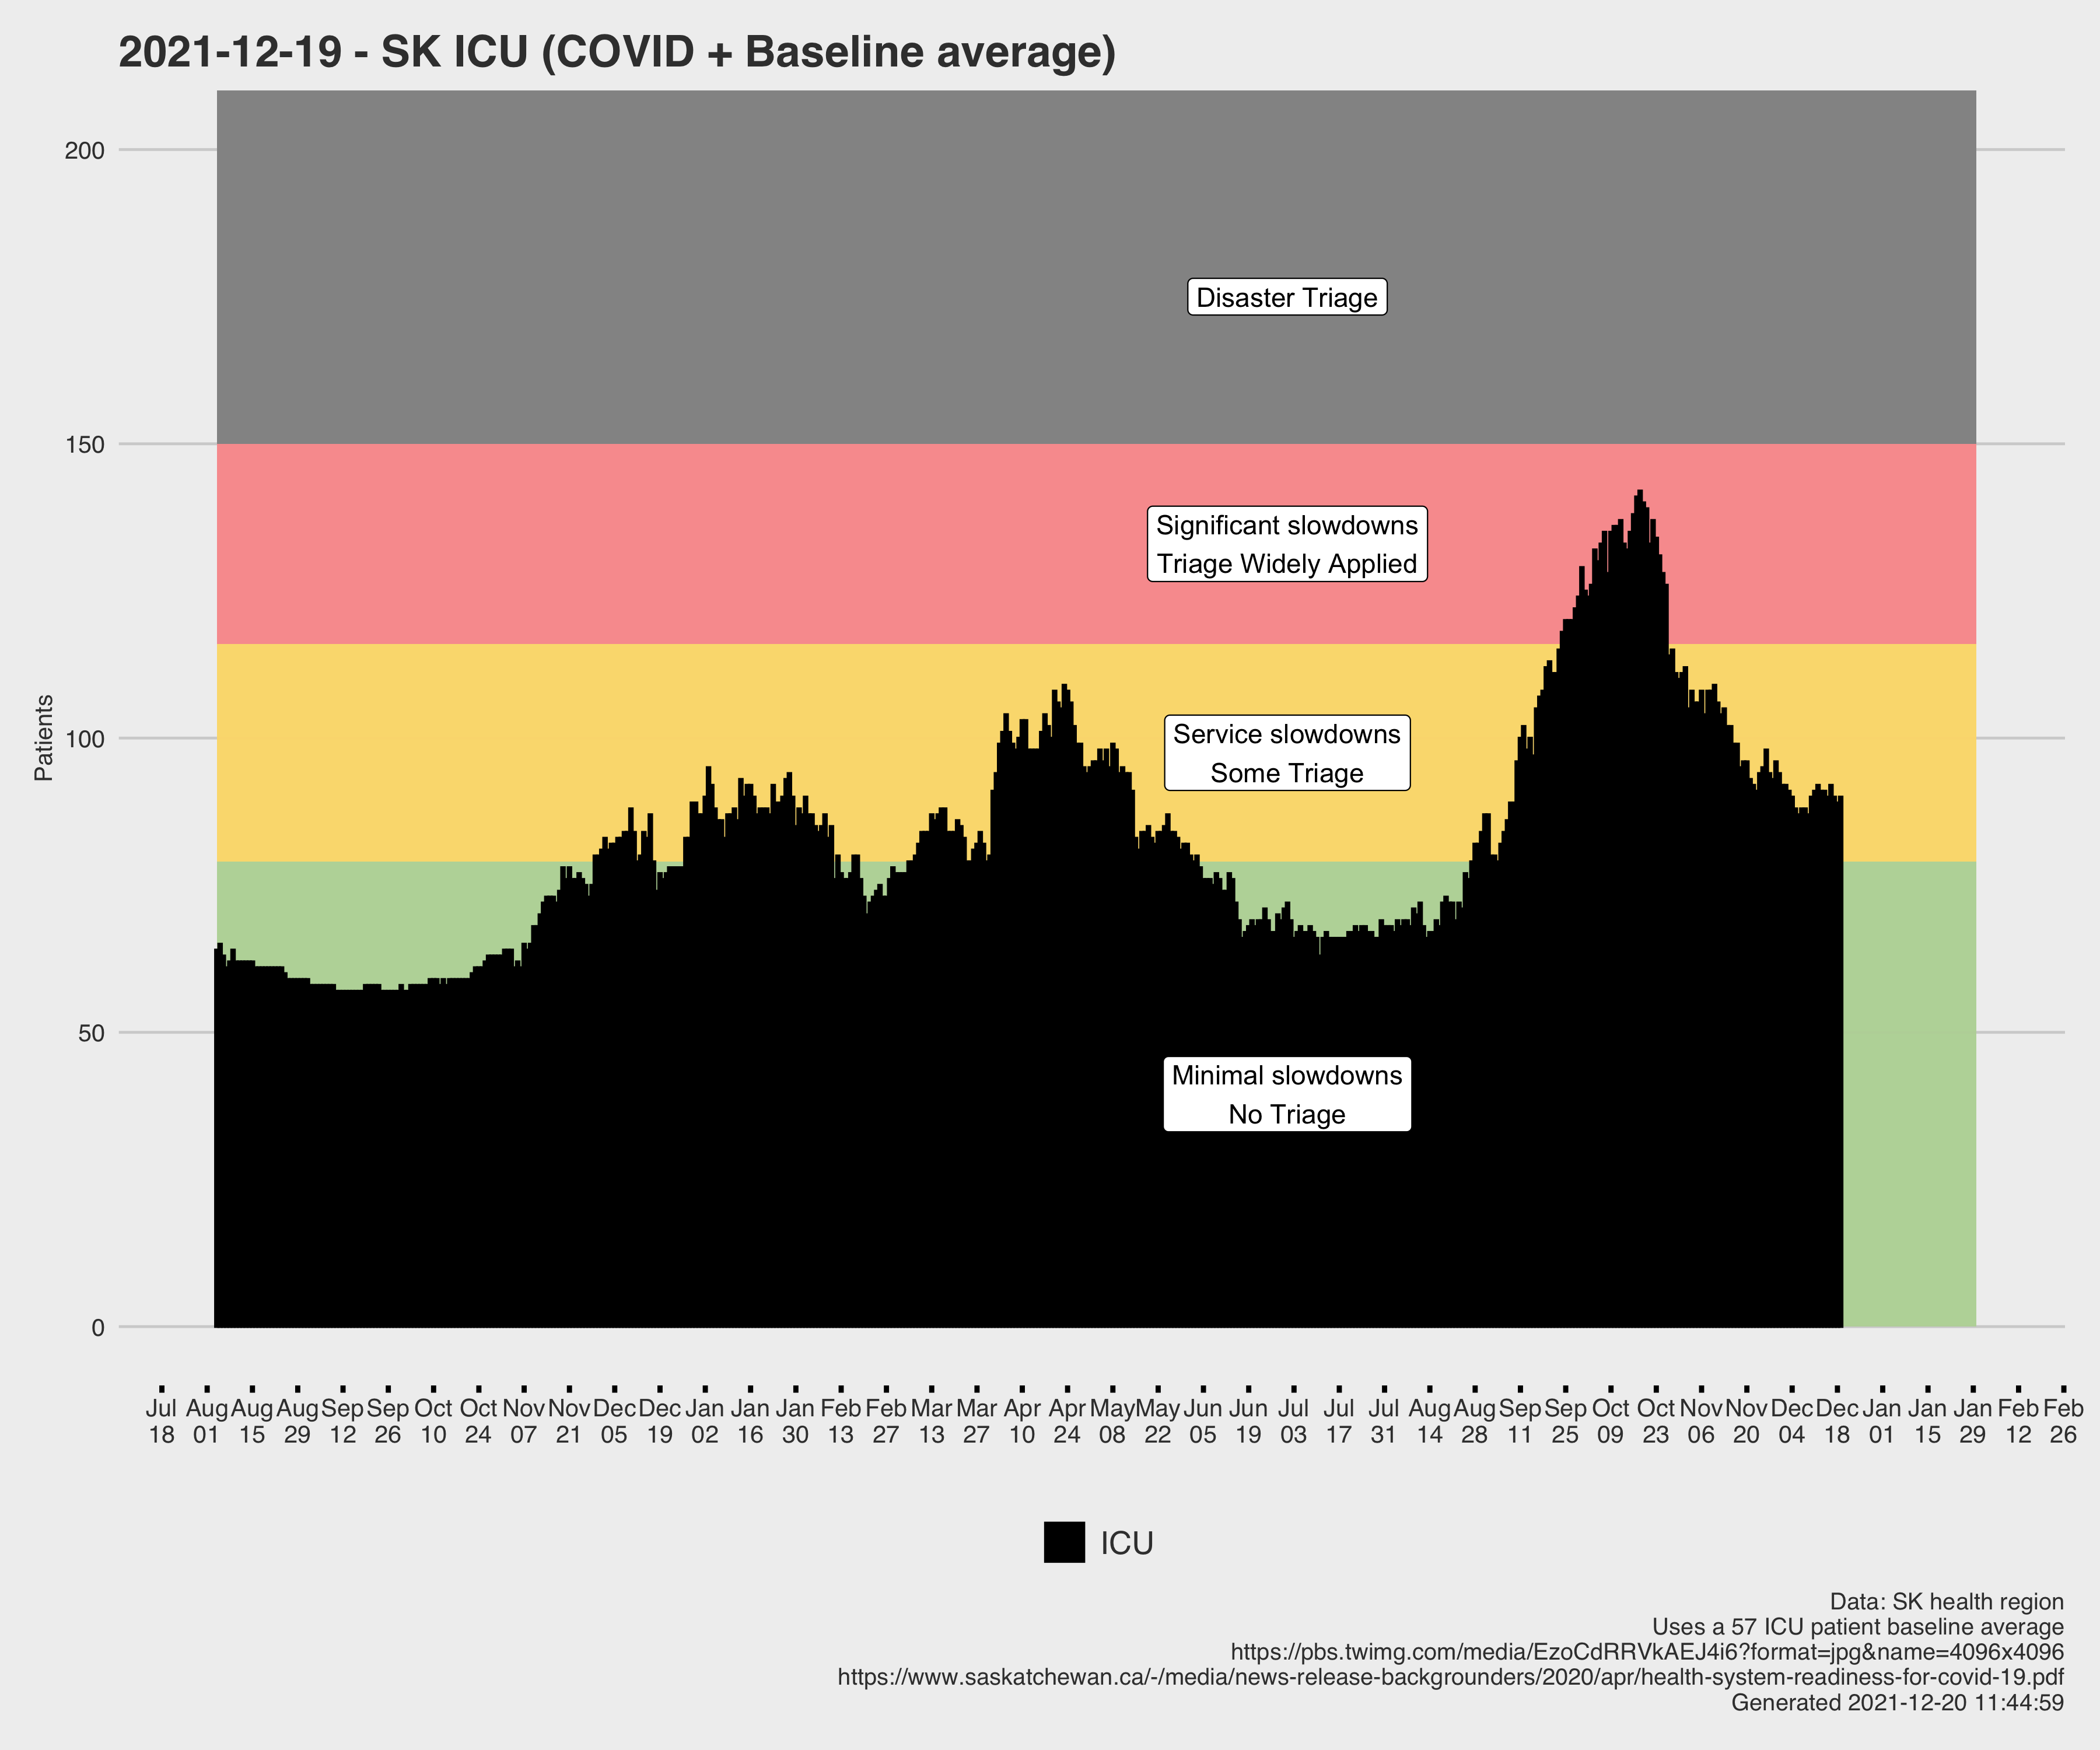 2021-12-19 - SK ICU (COVID + Baseline average)
200
150
100
50
0
Patients
Disaster Triage
Significant slowdowns
Triage Widely Applied
Service slowdowns
Some Triage
Minimal slowdowns
No Triage
Jul Aug Aug Aug Sep Sep Oct Oct Nov Nov Dec Dec Jan Jan Jan Feb Feb Mar Mar Apr Apr May May Jun Jun Jul Jul Jul Aug Aug Sep Sep Oct Oct Nov Nov Dec Dec Jan Jan Jan Feb Feb
18 01 15 29 12 26 10 24 07 21 05 19 02 16 30 13 27 13 27 10 24 08 22 05 19 03 17 31 14 28 11 25 09 23 06 20 04 18 01 15 29 12 26
ICU
Data: SK health region
Uses a 57 ICU patient baseline average
https://pbs.twimg.com/media/EzoCdRRVkAEJ4i6?format=jpg&name=4096x4096
https://www.saskatchewan.ca/-/media/news-release-backgrounders/2020/apr/health-system-readiness-for-covid-19.pdf
Generated 2021-12-20 11:44:59